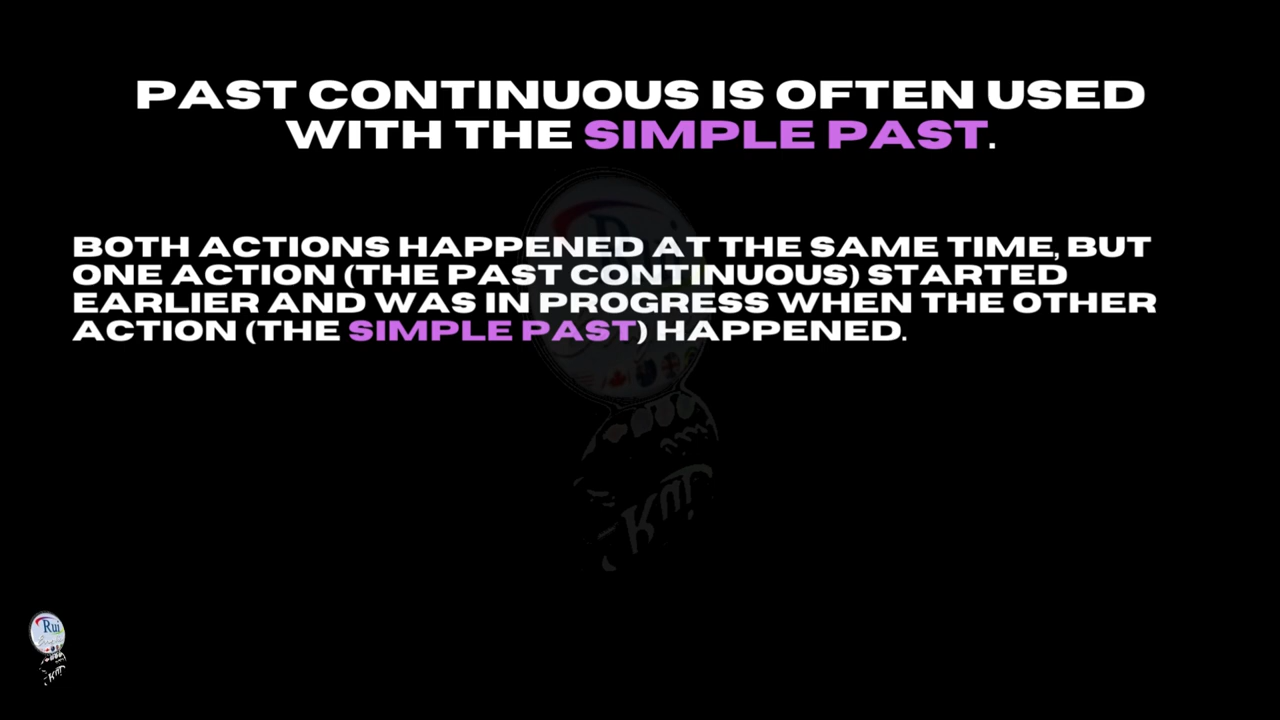 PAST CONTINUOUS IS OFTEN USED
WITH THE SIMPLE PAST.
BOTH ACTIONS HAPPENED AT THE SAME TIME, BUT
ONE ACTION (THE PAST CONTINUOUS) STARTED
EARLIER AND WAS IN PROGRESS WHEN THE OTHER
ACTION (THE SIMPLE PAST) HAPPENED.
Rui